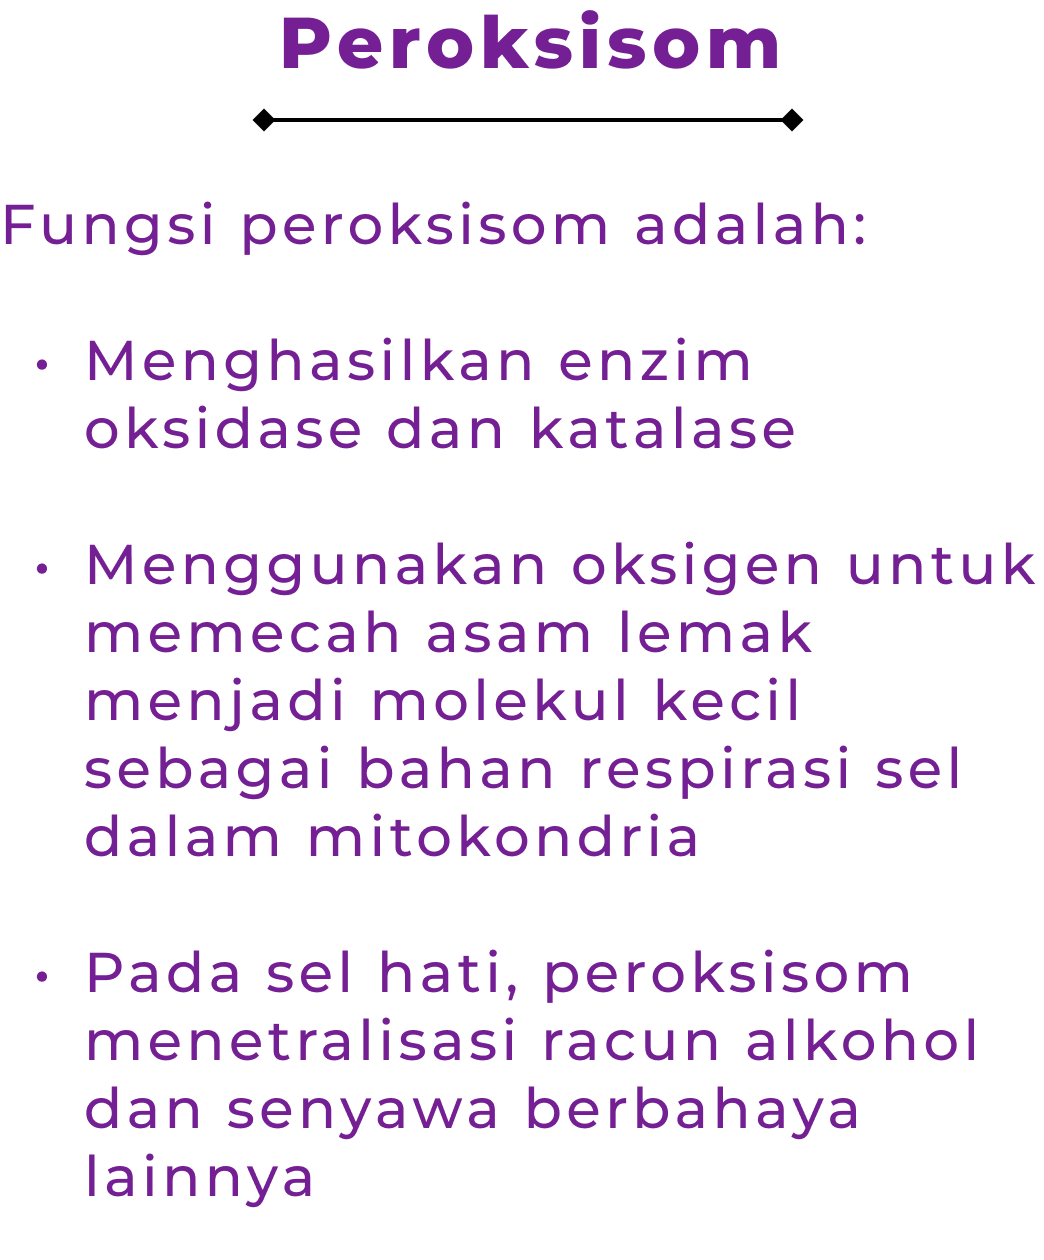 Peroksisom
Fungsi peroksisom adalah:
• Menghasilkan enzim
oksidase dan katalase
• Menggunakan oksigen untuk
memecah asam lemak
menjadi molekul kecil
sebagai bahan respirasi sel
dalam mitokondria
• Pada sel hati, peroksisom
menetralisasi racun alkohol
dan senyawa berbahaya
lainnya